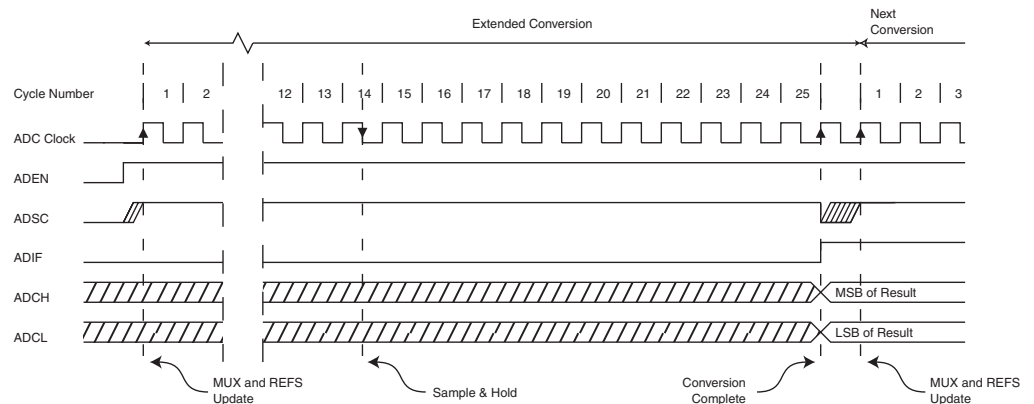 Extended Conversion
Next
Conversion
Cycle Number 1 2 12 13 14 15 16 17 18 19 20 21 22 23 24 25 1 2 3
ADC Clock
ADEN
ADSC
ADIF
ADCH MSB of Result
ADCL LSB of Result
MUX and REFS
Update
Sample & Hold
Conversion
Complete
MUX and REFS
Update